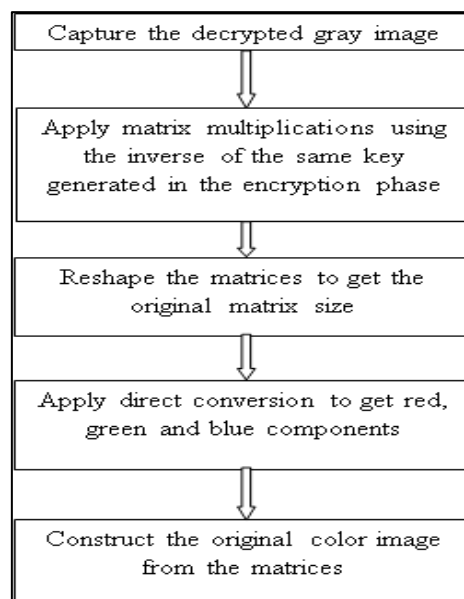 Capture the decrypted gray image
Apply matrix multiplications using
the inverse of the same key
generated in the encryption phase
Reshape the matrices to get the
original matrix size
Apply direct conversion to get red,
green and blue components
Construct the original color image
from the matrices